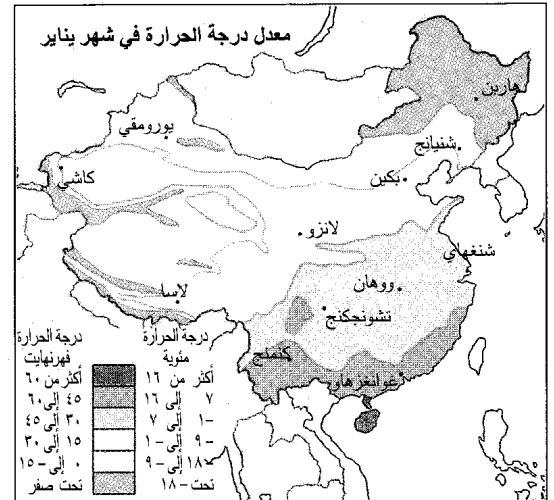 معدل درجة الحرارة في شهر يناير
هاربن
يورومقي
شنيانج
كاشي
بكين
لانزو
شنغهاي
ووهان
لاسا
تشونجكنج
كنمنج
غوانغزهاو
درجة الحرارة مئوية
أكثر من ١٦
٧ إلى ١٦
-١ إلى ٧
-٩ إلى -١
-١٨ إلى -٩
تحت -١٨
درجة الحرارة فهرنهايت
أكثر من ٦٠
٤٥ إلى ٦٠
٣٠ إلى ٤٥
١٥ إلى ٣٠
٠ إلى ١٥
تحت صفر